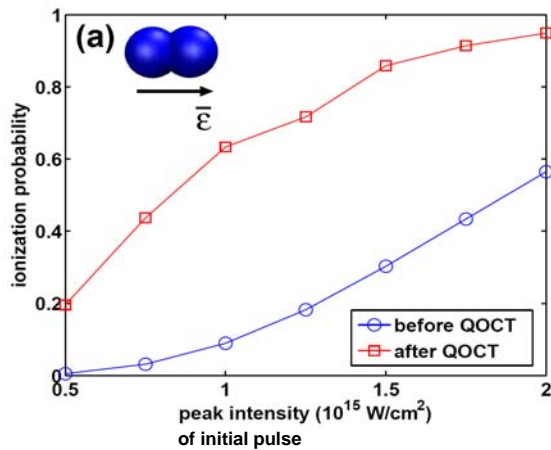 (a)
ε̄
ionization probability
1
0.8
0.6
0.4
0.2
0
before QOCT
after QOCT
0.5
1
1.5
2
peak intensity (10¹⁵ W/cm²)
of initial pulse